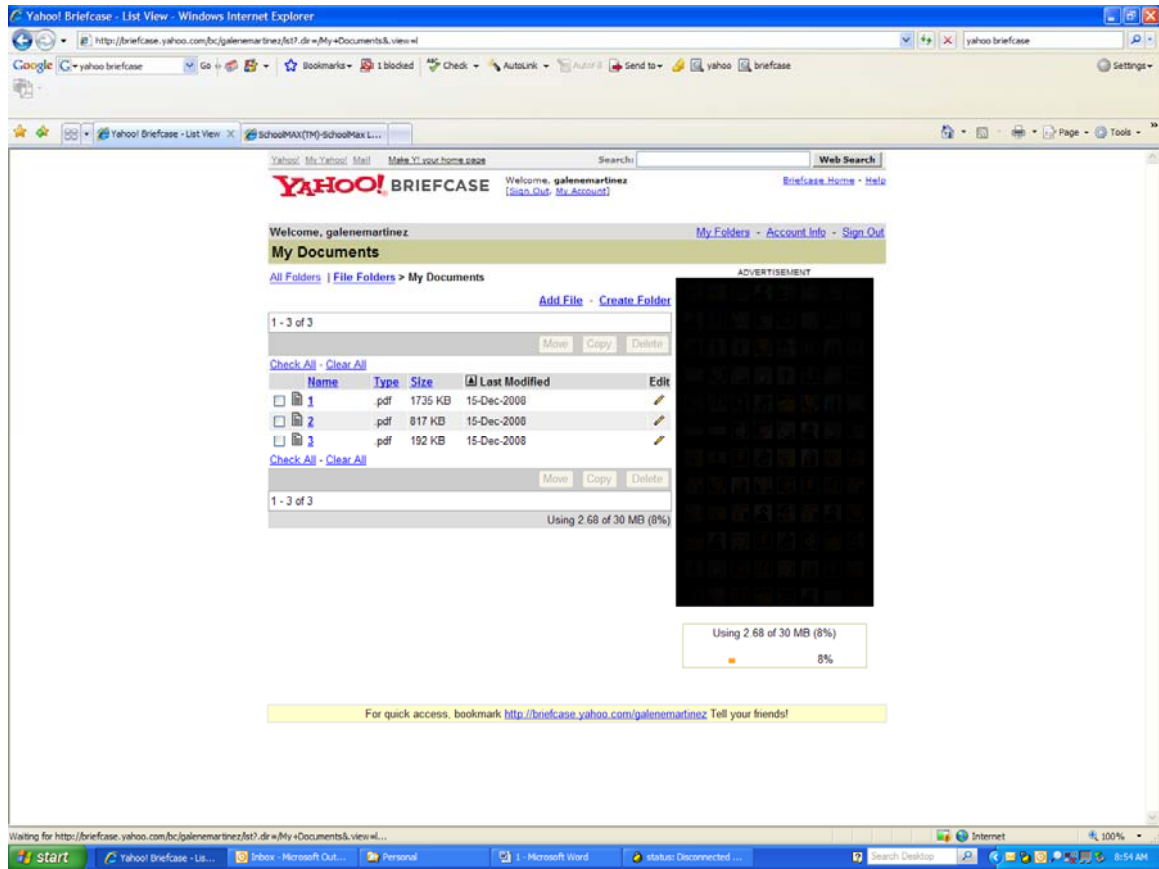 Yahoo! Briefcase - List View - Windows Internet Explorer
http://briefcase.yahoo.com/bc/galenemartinez/lst?.dir=/My+Documents&.view=l
yahoo briefcase
Google G yahoo briefcase Go Bookmarks 1 blocked Check AutoLink AutoFill Send to yahoo briefcase Settings
Yahoo! Briefcase - List View SchoolMAX(TM)-SchoolMax L... Page Tools
Yahoo! My Yahoo! Mail Make Y! your home page Search: Web Search
YAHOO! BRIEFCASE
Welcome, galenemartinez
[Sign Out, My Account]
Briefcase Home - Help
Welcome, galenemartinez My Folders - Account Info - Sign Out
My Documents
All Folders | File Folders > My Documents
ADVERTISEMENT
Add File - Create Folder
1 - 3 of 3
Move Copy Delete
Check All - Clear All
Name Type Size Last Modified Edit
1 .pdf 1735 KB 15-Dec-2008
2 .pdf 817 KB 15-Dec-2008
3 .pdf 192 KB 15-Dec-2008
Check All - Clear All
Move Copy Delete
1 - 3 of 3
Using 2.68 of 30 MB (8%)
Using 2.68 of 30 MB (8%)
8%
For quick access, bookmark http://briefcase.yahoo.com/galenemartinez Tell your friends!
Waiting for http://briefcase.yahoo.com/bc/galenemartinez/lst?.dir=/My+Documents&.view=l... Internet 100%
start Yahoo! Briefcase - Lis... Inbox - Microsoft Out... Personal 1 - Microsoft Word status: Disconnected ... Search Desktop 8:54 AM